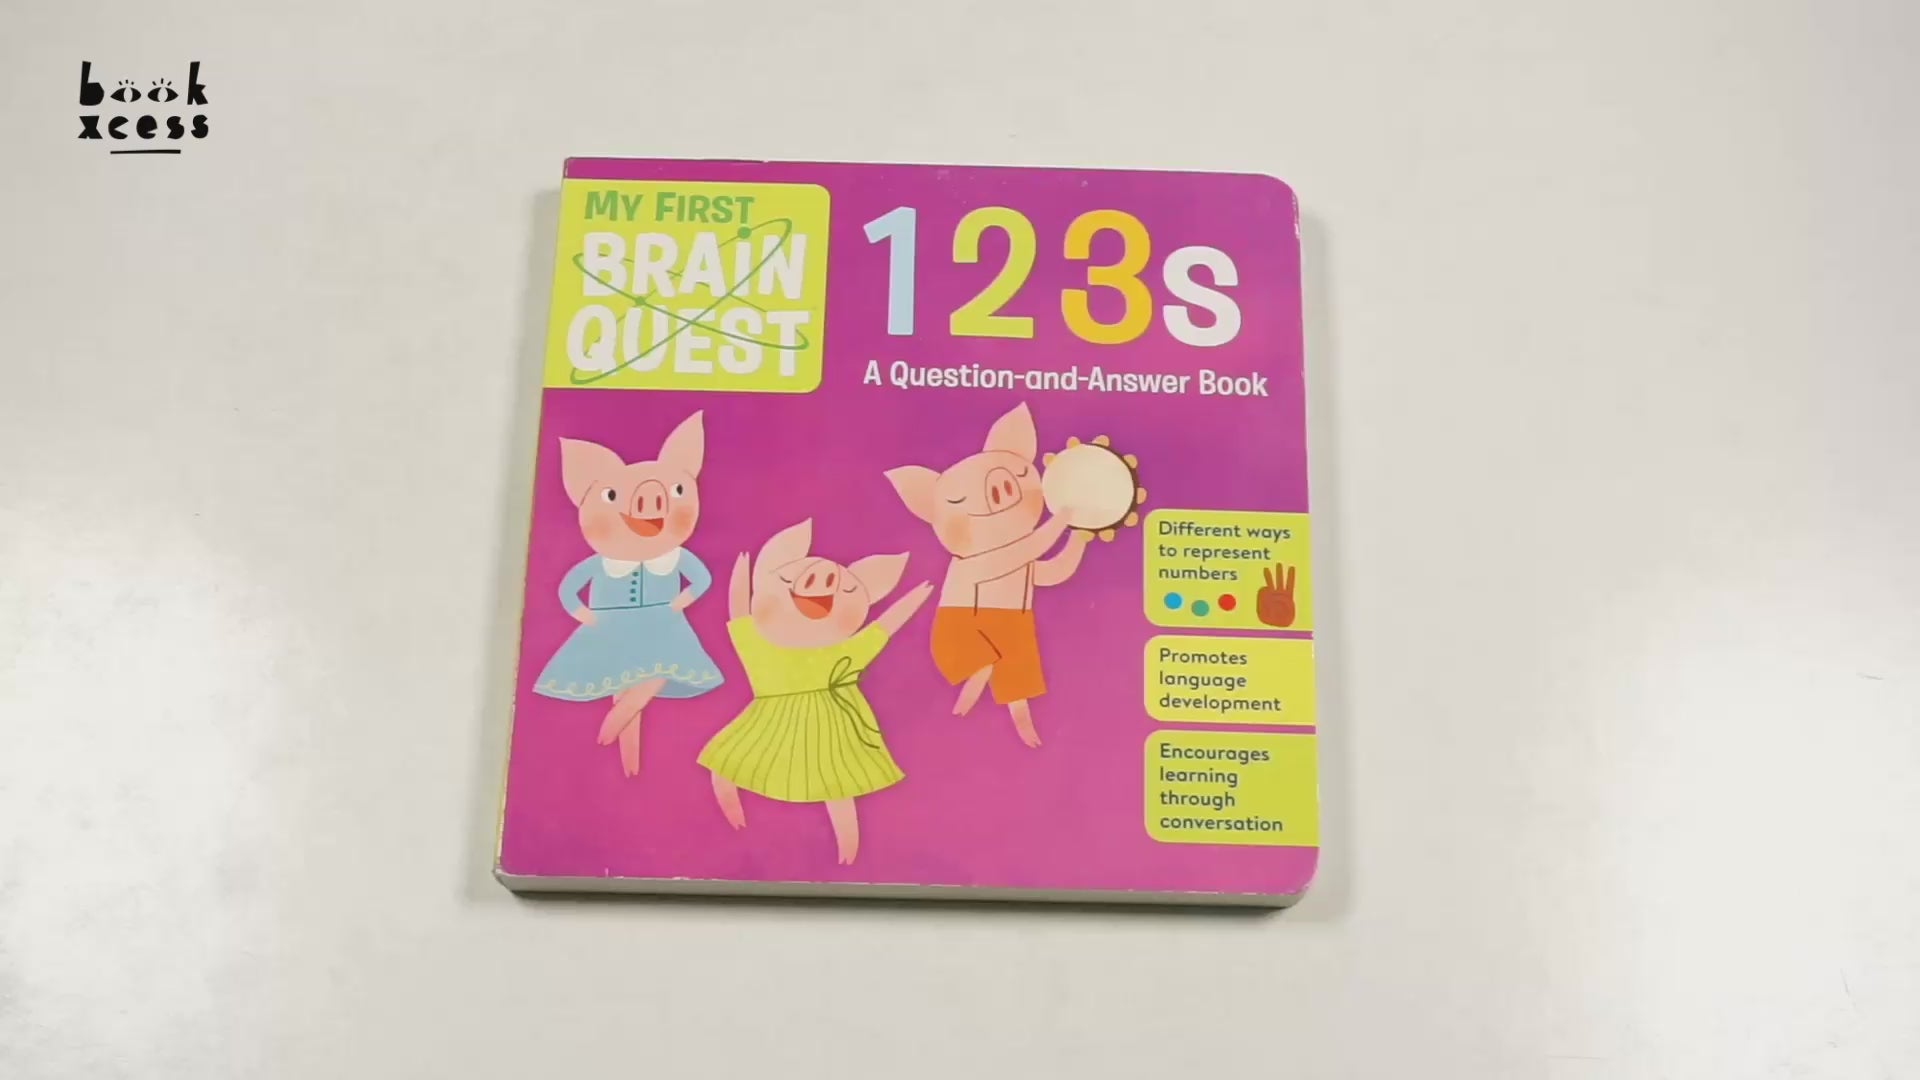 book
xcess
MY FIRST
BRAIN
QUEST
123s
A Question-and-Answer Book
Different ways
to represent
numbers
Promotes
language
development
Encourages
learning
through
conversation